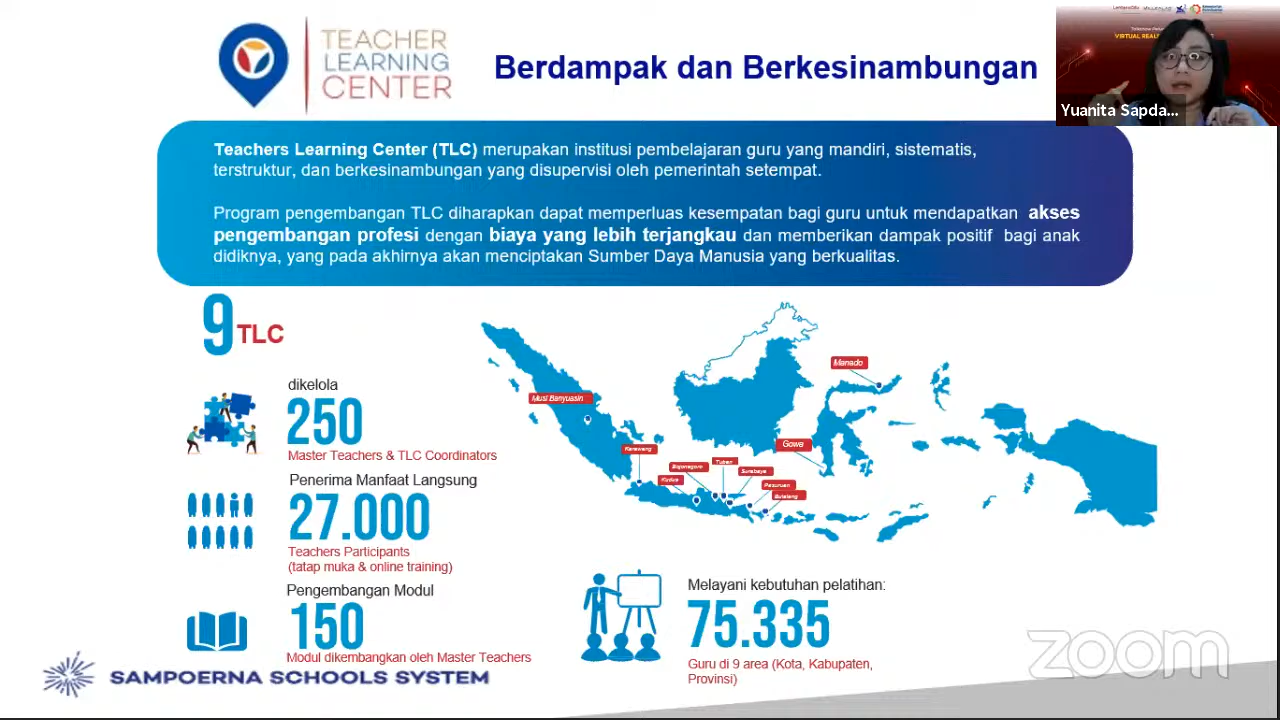 TEACHER
LEARNING
CENTER
Berdampak dan Berkesinambungan
VIRTUAL REAL
Yuanita Sapda...
Teachers Learning Center (TLC) merupakan institusi pembelajaran guru yang mandiri, sistematis,
terstruktur, dan berkesinambungan yang disupervisi oleh pemerintah setempat.
Program pengembangan TLC diharapkan dapat memperluas kesempatan bagi guru untuk mendapatkan akses
pengembangan profesi dengan biaya yang lebih terjangkau dan memberikan dampak positif bagi anak
didiknya, yang pada akhirnya akan menciptakan Sumber Daya Manusia yang berkualitas.
9 TLC
dikelola
250
Master Teachers & TLC Coordinators
Penerima Manfaat Langsung
27.000
Teachers Participants
(tatap muka & online training)
Pengembangan Modul
150
Modul dikembangkan oleh Master Teachers
Manado
Musi Banyuasin
Gowa
Karawang
Bojonegoro
Tuban
Surabaya
Kudus
Pasuruan
Buleleng
Melayani kebutuhan pelatihan:
75.335
Guru di 9 area (Kota, Kabupaten,
Provinsi)
SAMPOERNA SCHOOLS SYSTEM
zoom